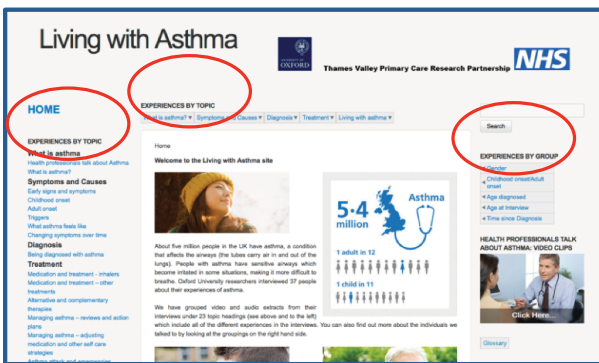 Living with Asthma
UNIVERSITY OF
OXFORD
Thames Valley Primary Care Research Partnership
NHS
HOME
EXPERIENCES BY TOPIC
What is asthma
Health professionals talk about Asthma
What is asthma?
Symptoms and Causes
Early signs and symptoms
Childhood onset
Adult onset
Triggers
What asthma feels like
Changing symptoms over time
Diagnosis
Being diagnosed with asthma
Treatment
Medication and treatment - inhalers
Medication and treatment – other
treatments
Alternative and complementary
therapies
Managing asthma – reviews and action
plans
Managing asthma – adjusting
medication and other self care
strategies
Asthma attack and emergencies
EXPERIENCES BY TOPIC
What is asthma? ▼ Symptoms and Causes ▼ Diagnosis ▼ Treatment ▼ Living with asthma ▼
Home
Welcome to the Living with Asthma site
5·4
million
Asthma
1 adult in 12
1 child in 11
About five million people in the UK have asthma, a condition
that affects the airways (the tubes carry air in and out of the
lungs). People with asthma have sensitive airways which
become irritated in some situations, making it more difficult to
breathe. Oxford University researchers interviewed 37 people
about their experiences of asthma.
We have grouped video and audio extracts from their
interviews under 23 topic headings (see above and to the left)
which include all of the different experiences in the interviews. You can also find out more about the individuals we
talked to by looking at the groupings on the right hand side.
Search
EXPERIENCES BY GROUP
Gender
Childhood onset/Adult
onset
Age diagnosed
Age at Interview
Time since Diagnosis
HEALTH PROFESSIONALS TALK
ABOUT ASTHMA: VIDEO CLIPS
Click Here...
Glossary